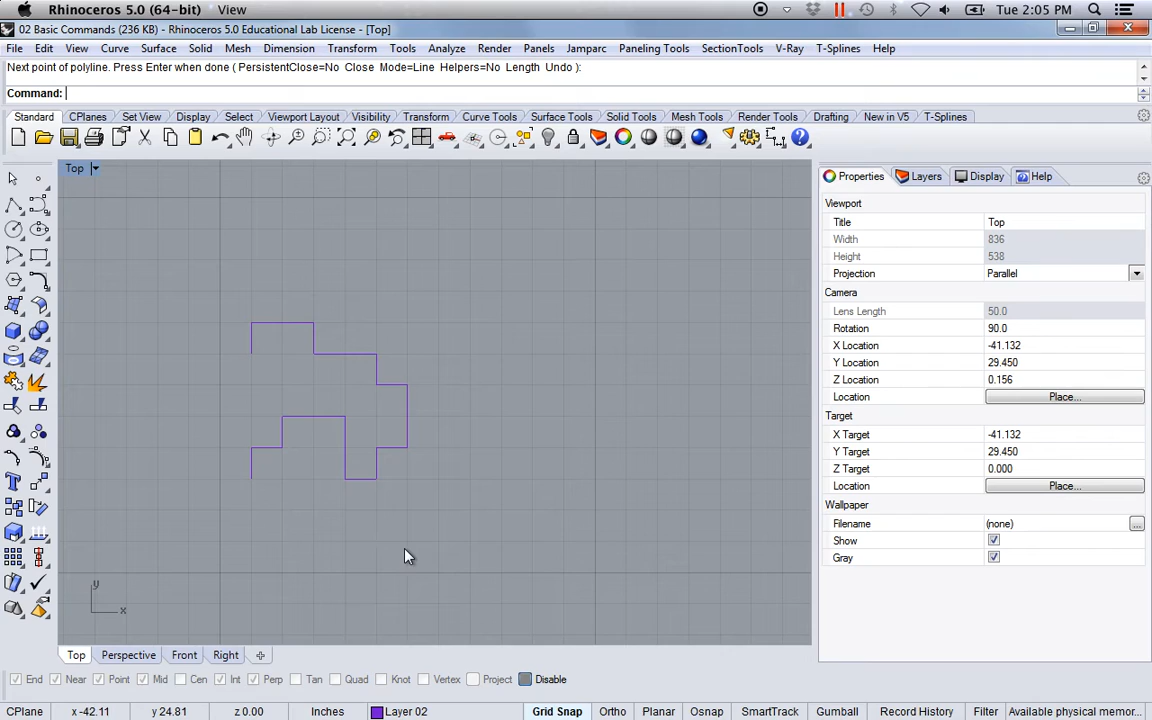 Rhinoceros 5.0 (64-bit) View Tue 2:05 PM
02 Basic Commands (236 KB) - Rhinoceros 5.0 Educational Lab License - [Top]
File Edit View Curve Surface Solid Mesh Dimension Transform Tools Analyze Render Panels Jamparc Paneling Tools SectionTools V-Ray T-Splines Help
Next point of polyline. Press Enter when done ( PersistentClose=No Close Mode=Line Helpers=No Length Undo ):
Command:
Standard CPlanes Set View Display Select Viewport Layout Visibility Transform Curve Tools Surface Tools Solid Tools Mesh Tools Render Tools Drafting New in V5 T-Splines
Top
Properties Layers Display Help
Viewport
Title Top
Width 836
Height 538
Projection Parallel
Camera
Lens Length 50.0
Rotation 90.0
X Location -41.132
Y Location 29.450
Z Location 0.156
Location Place...
Target
X Target -41.132
Y Target 29.450
Z Target 0.000
Location Place...
Wallpaper
Filename (none) ...
Show
Gray
y
x
Top Perspective Front Right
End Near Point Mid Cen Int Perp Tan Quad Knot Vertex Project Disable
CPlane x -42.11 y 24.81 z 0.00 Inches Layer 02 Grid Snap Ortho Planar Osnap SmartTrack Gumball Record History Filter Available physical memor...